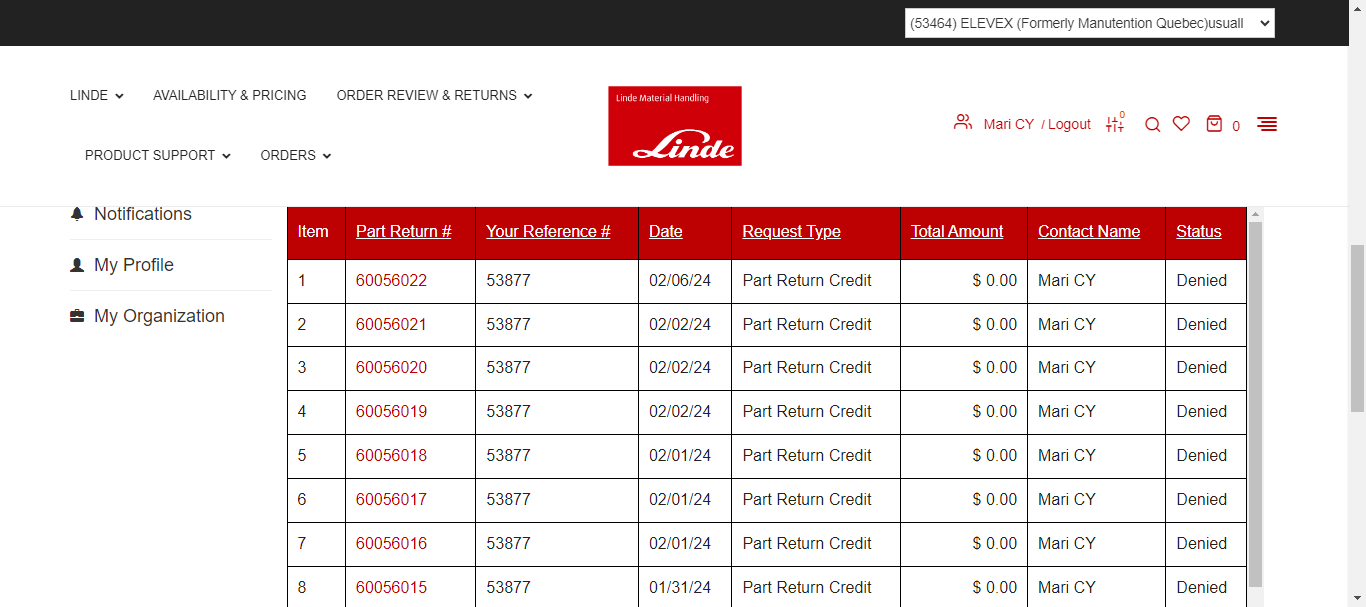 (53464) ELEVEX (Formerly Manutention Quebec)usuall
LINDE AVAILABILITY & PRICING ORDER REVIEW & RETURNS
PRODUCT SUPPORT ORDERS
Linde Material Handling
Linde
Mari CY / Logout 0 0
Notifications
My Profile
My Organization
Item Part Return # Your Reference # Date Request Type Total Amount Contact Name Status
1 60056022 53877 02/06/24 Part Return Credit $ 0.00 Mari CY Denied
2 60056021 53877 02/02/24 Part Return Credit $ 0.00 Mari CY Denied
3 60056020 53877 02/02/24 Part Return Credit $ 0.00 Mari CY Denied
4 60056019 53877 02/02/24 Part Return Credit $ 0.00 Mari CY Denied
5 60056018 53877 02/01/24 Part Return Credit $ 0.00 Mari CY Denied
6 60056017 53877 02/01/24 Part Return Credit $ 0.00 Mari CY Denied
7 60056016 53877 02/01/24 Part Return Credit $ 0.00 Mari CY Denied
8 60056015 53877 01/31/24 Part Return Credit $ 0.00 Mari CY Denied